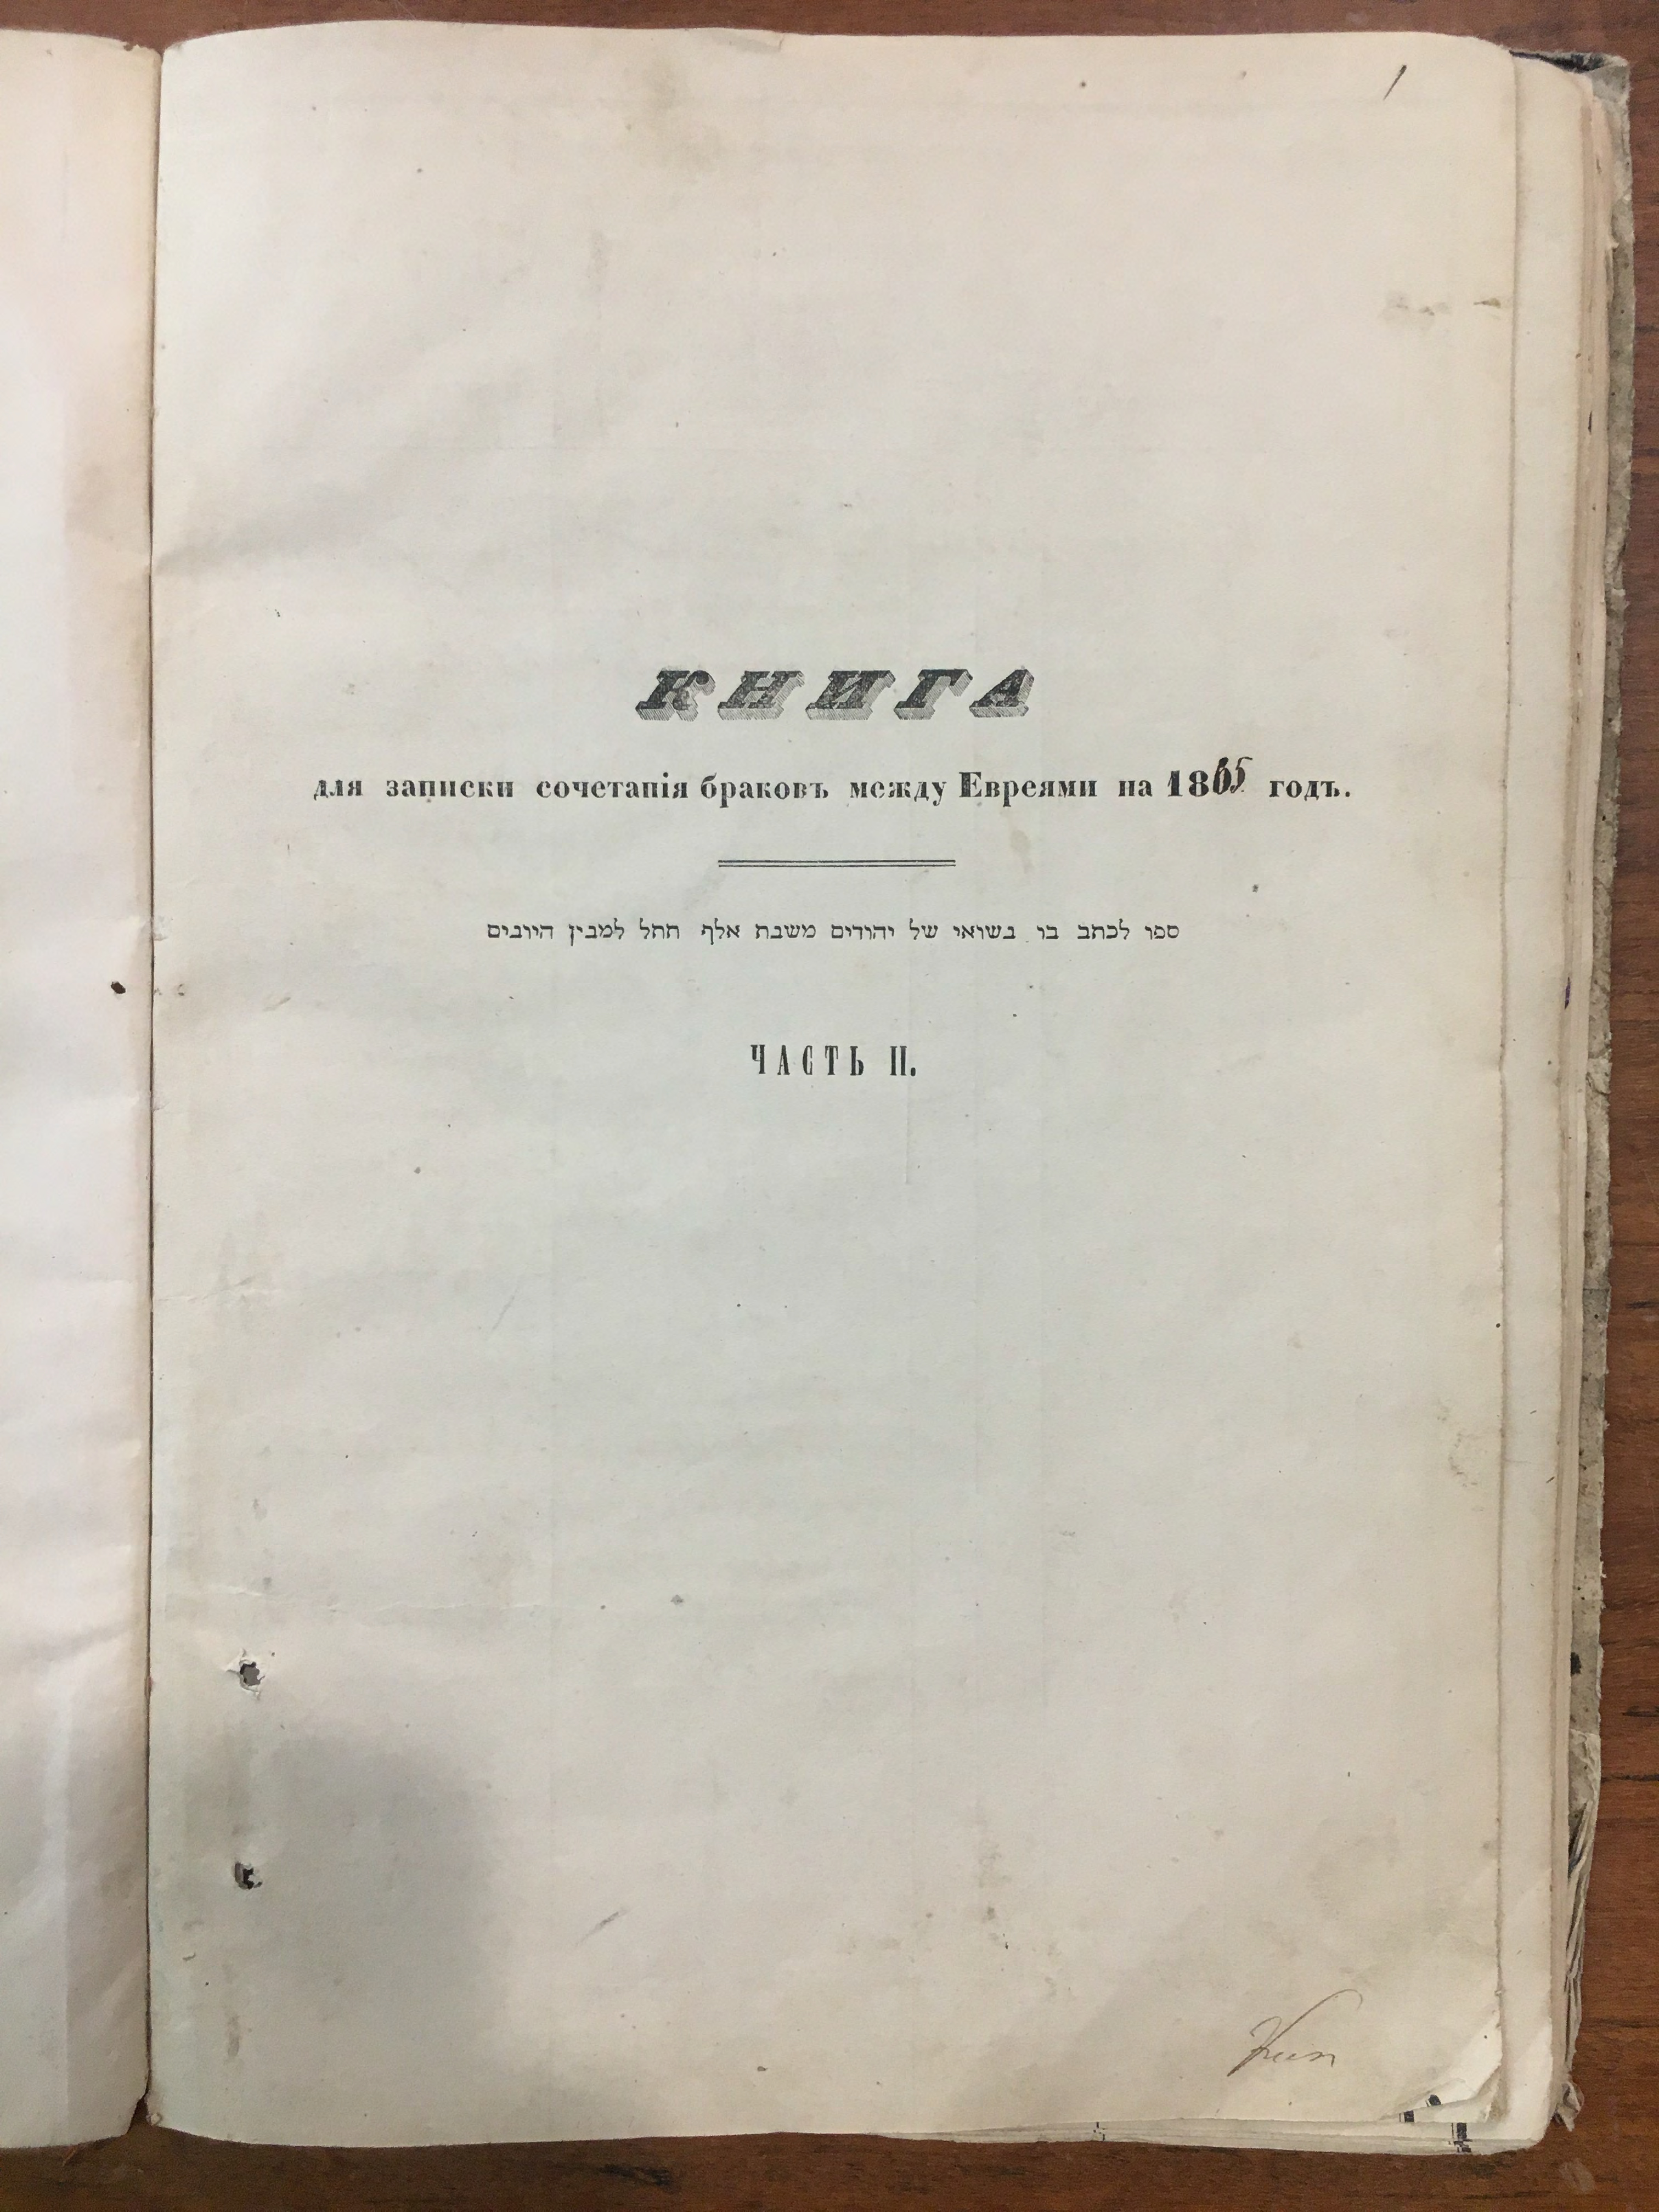 1
КНИГА
для записки сочетанія браковъ между Евреями на 1865 годъ.
ספר לכתב בו נשואי של יהודים משנת אלף תתל למנין היונים
ЧАСТЬ II.